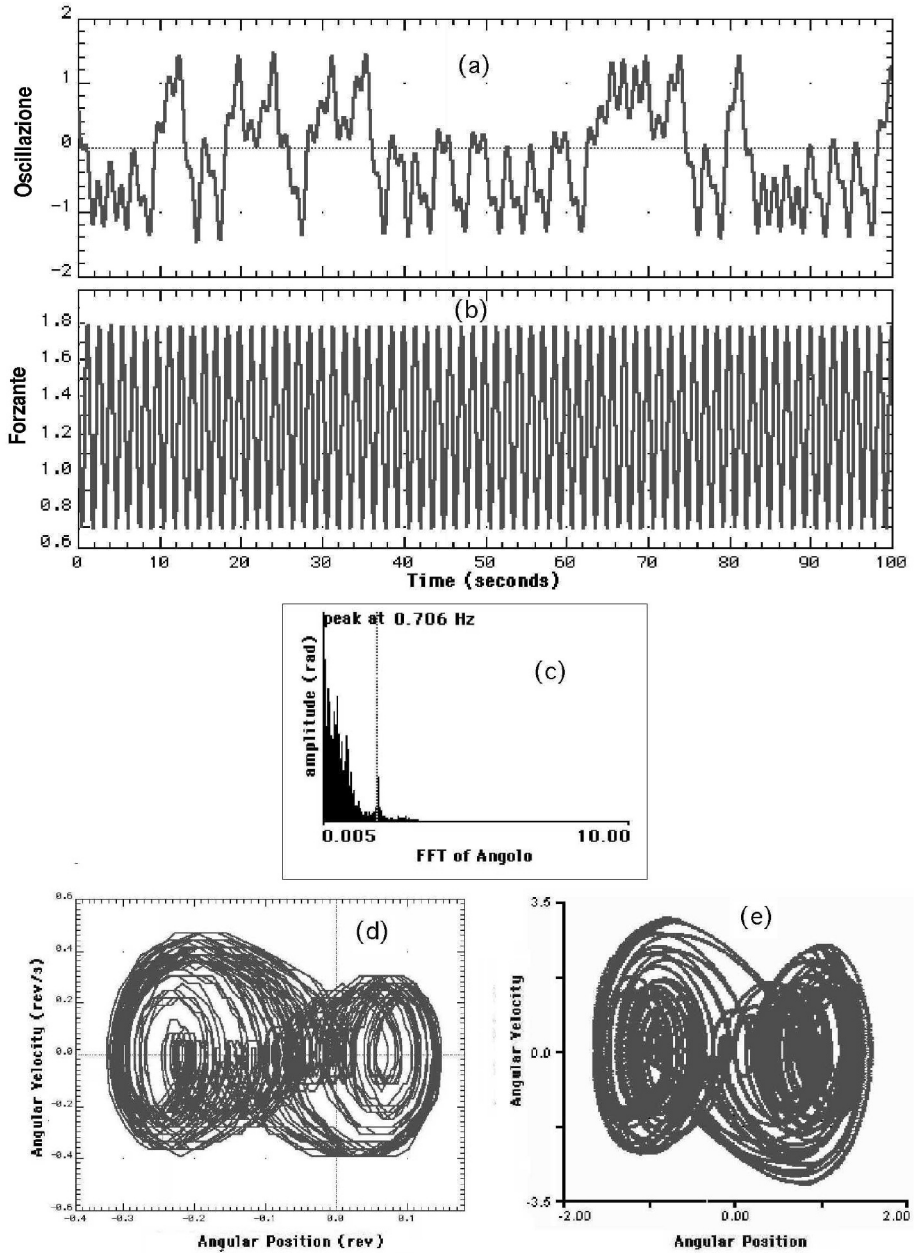 2
(a)
1
Oscillazione
0
-1
-2
(b)
1.8
1.6
1.4
Forzante
1.2
1.0
0.8
0.6
0 10 20 30 40 50 60 70 80 90 100
Time (seconds)
peak at 0.706 Hz
(c)
amplitude (rad)
0.005 10.00
FFT of Angolo
0.6
(d)
0.4
0.2
Angular Velocity (rev/s)
0.0
-0.2
-0.4
-0.6
-0.4 -0.3 -0.2 -0.1 0.0 0.1
Angular Position (rev)
3.5
(e)
Angular Velocity
0.0
-3.5
-2.00 0.00 2.00
Angular Position